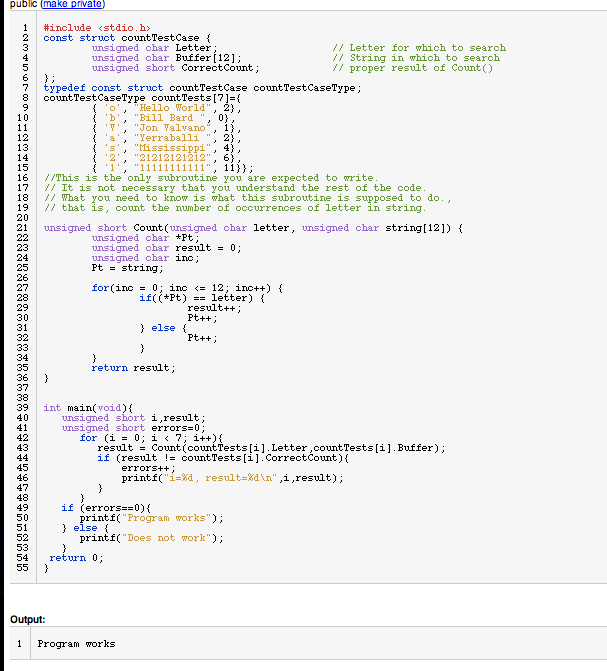 public (make private)
1 #include <stdio.h>
2 const struct countTestCase {
3 unsigned char Letter; // Letter for which to search
4 unsigned char Buffer[12]; // String in which to search
5 unsigned short CorrectCount; // proper result of Count()
6 };
7 typedef const struct countTestCase countTestCaseType;
8 countTestCaseType countTests[7]={
9 { 'o', "Hello World", 2},
10 { 'b', "Bill Bard ", 0},
11 { 'V', "Jon Valvano", 1},
12 { 'a', "Yerraballi ", 2},
13 { 's', "Mississippi", 4},
14 { '2', "21212121212", 6},
15 { '1', "11111111111", 11}};
16 //This is the only subroutine you are expected to write.
17 // It is not necessary that you understand the rest of the code.
18 // What you need to know is what this subroutine is supposed to do.,
19 // that is, count the number of occurrences of letter in string.
20
21 unsigned short Count(unsigned char letter, unsigned char string[12]) {
22 unsigned char *Pt;
23 unsigned char result = 0;
24 unsigned char inc;
25 Pt = string;
26
27 for(inc = 0; inc <= 12; inc++) {
28 if((*Pt) == letter) {
29 result++;
30 Pt++;
31 } else {
32 Pt++;
33 }
34 }
35 return result;
36 }
37
38
39 int main(void){
40 unsigned short i,result;
41 unsigned short errors=0;
42 for (i = 0; i < 7; i++){
43 result = Count(countTests[i].Letter,countTests[i].Buffer);
44 if (result != countTests[i].CorrectCount){
45 errors++;
46 printf("i=%d, result=%d\n",i,result);
47 }
48 }
49 if (errors==0){
50 printf("Program works");
51 } else {
52 printf("Does not work");
53 }
54 return 0;
55 }
Output:
1 Program works